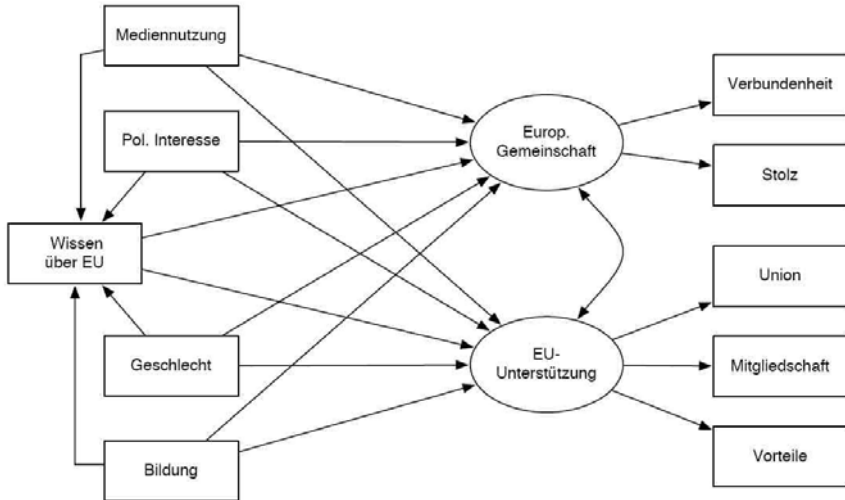 Mediennutzung
Verbundenheit
Pol. Interesse
Europ.
Gemeinschaft
Stolz
Wissen
über EU
Union
Geschlecht
EU-
Unterstützung
Mitgliedschaft
Bildung
Vorteile